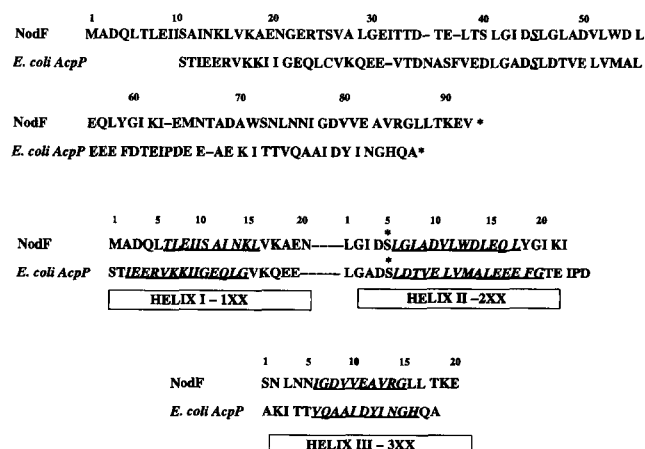 1 10 20 30 40 50
NodF MADQLTLEIISAINKLVKAENGERTSVA LGEITTD- TE-LTS LGI DSLGLADVLWD L
E. coli AcpP STIEERVKKI I GEQLCVKQEE-VTDNASFVEDLGADSLDTVE LVMAL
60 70 80 90
NodF EQLYGI KI-EMNTADAWSNLNNI GDVVE AVRGLLTKEV *
E. coli AcpP EEE FDTEIPDE E-AE K I TTVQAAI DY I NGHQA*
1 5 10 15 20 1 5 10 15 20
*
NodF MADQLTLEIISAI NKLVKAEN----LGI DSLGLADVLWDLEQ LYGI KI
*
E. coli AcpP STIEERVKKIIGEQLGVKQEE-----LGADSLDTVE LVMALEEEFGTE IPD
HELIX I - 1XX HELIX II -2XX
1 5 10 15 20
NodF SN LNNIGDVVEAVRGLL TKE
E. coli AcpP AKI TTVQAAI DYI NGHQA
HELIX III - 3XX